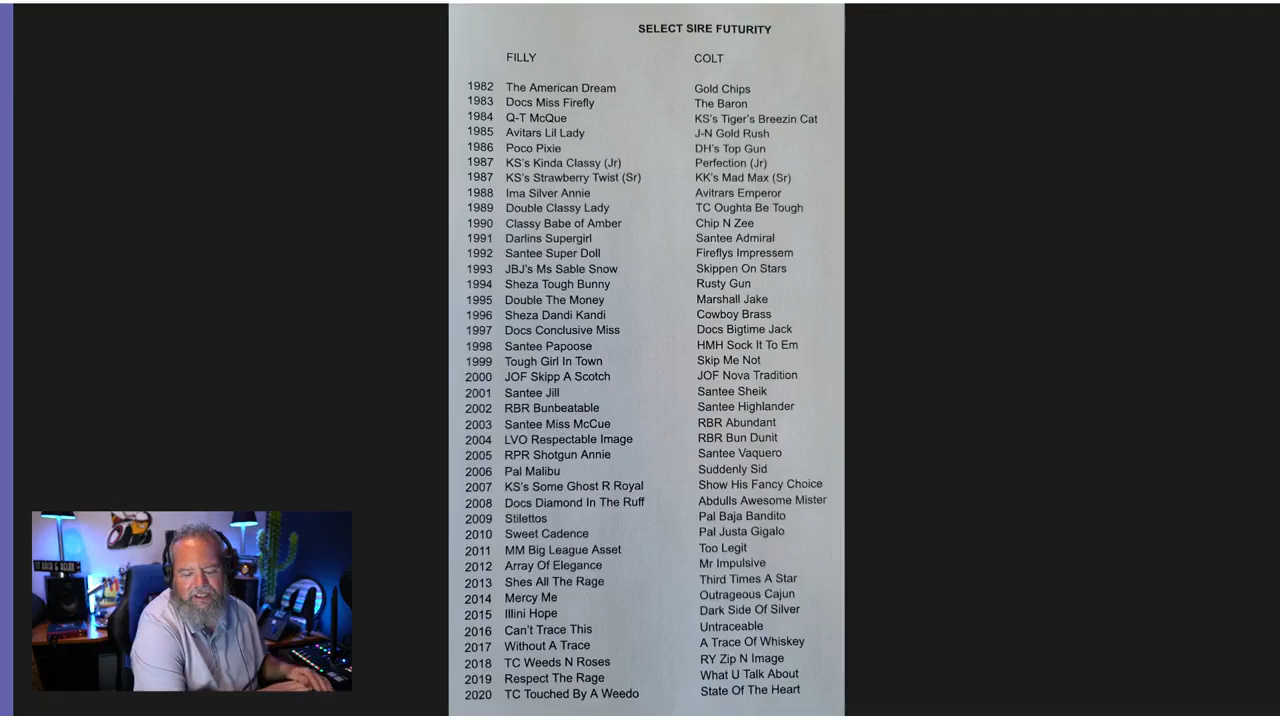 SELECT SIRE FUTURITY
FILLY COLT
1982 The American Dream Gold Chips
1983 Docs Miss Firefly The Baron
1984 Q-T McQue KS's Tiger's Breezin Cat
1985 Avitars Lil Lady J-N Gold Rush
1986 Poco Pixie DH's Top Gun
1987 KS's Kinda Classy (Jr) Perfection (Jr)
1987 KS's Strawberry Twist (Sr) KK's Mad Max (Sr)
1988 Ima Silver Annie Avitrars Emperor
1989 Double Classy Lady TC Oughta Be Tough
1990 Classy Babe of Amber Chip N Zee
1991 Darlins Supergirl Santee Admiral
1992 Santee Super Doll Fireflys Impressem
1993 JBJ's Ms Sable Snow Skippen On Stars
1994 Sheza Tough Bunny Rusty Gun
1995 Double The Money Marshall Jake
1996 Sheza Dandi Kandi Cowboy Brass
1997 Docs Conclusive Miss Docs Bigtime Jack
1998 Santee Papoose HMH Sock It To Em
1999 Tough Girl In Town Skip Me Not
2000 JOF Skipp A Scotch JOF Nova Tradition
2001 Santee Jill Santee Sheik
2002 RBR Bunbeatable Santee Highlander
2003 Santee Miss McCue RBR Abundant
2004 LVO Respectable Image RBR Bun Dunit
2005 RPR Shotgun Annie Santee Vaquero
2006 Pal Malibu Suddenly Sid
2007 KS's Some Ghost R Royal Show His Fancy Choice
2008 Docs Diamond In The Ruff Abdulls Awesome Mister
2009 Stilettos Pal Baja Bandito
2010 Sweet Cadence Pal Justa Gigalo
2011 MM Big League Asset Too Legit
2012 Array Of Elegance Mr Impulsive
2013 Shes All The Rage Third Times A Star
2014 Mercy Me Outrageous Cajun
2015 Illini Hope Dark Side Of Silver
2016 Can't Trace This Untraceable
2017 Without A Trace A Trace Of Whiskey
2018 TC Weeds N Roses RY Zip N Image
2019 Respect The Rage What U Talk About
2020 TC Touched By A Weedo State Of The Heart